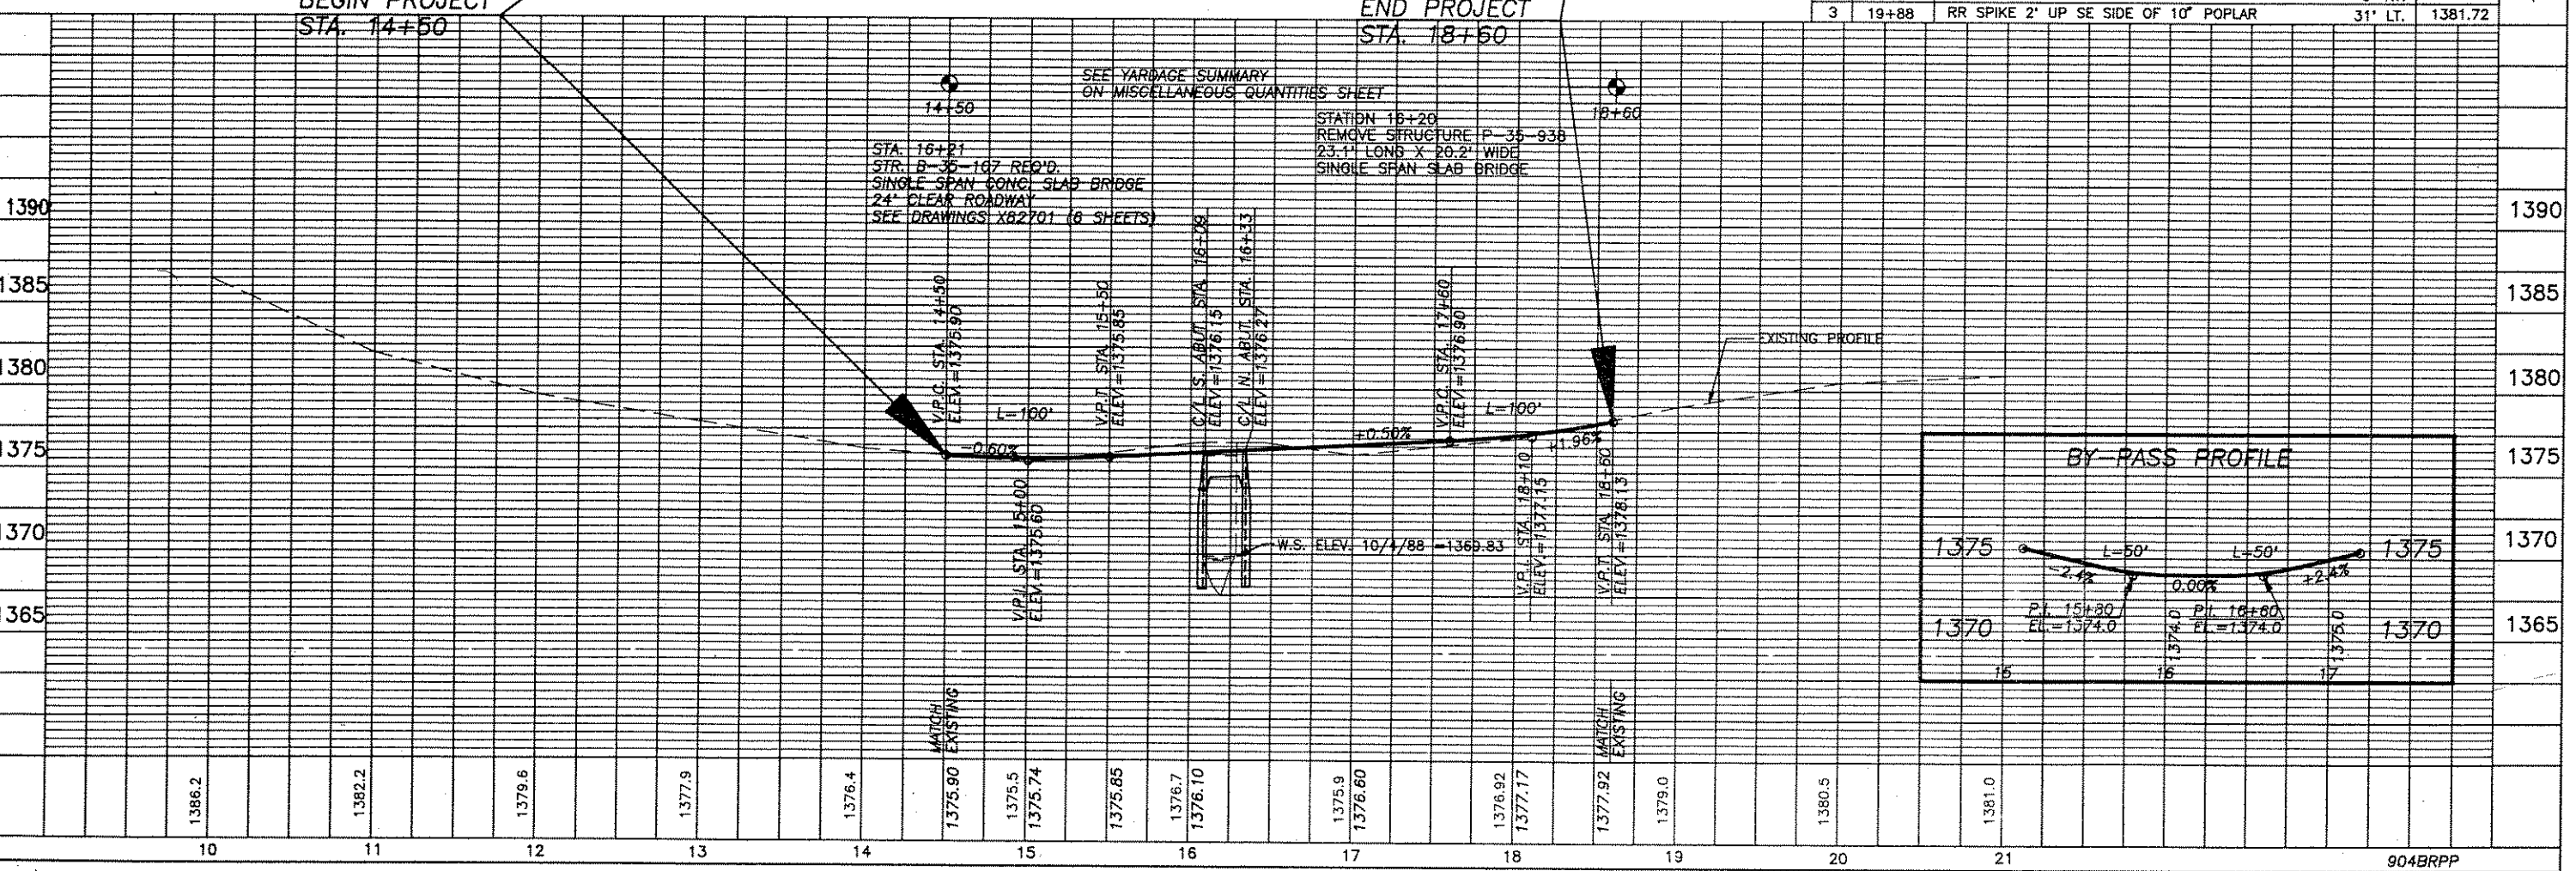 BEGIN PROJECT
STA. 14+50
END PROJECT
STA. 18+60
3 19+88 RR SPIKE 2' UP SE SIDE OF 10" POPLAR 31' LT. 1381.72
14+50
SEE YARDAGE SUMMARY
ON MISCELLANEOUS QUANTITIES SHEET
18+60
STA. 16+21
STR. B-35-167 REQ'D.
SINGLE SPAN CONC. SLAB BRIDGE
24' CLEAR ROADWAY
SEE DRAWINGS X82701 (6 SHEETS)
STATION 16+20
REMOVE STRUCTURE P-35-938
23.1' LONG X 20.2' WIDE
SINGLE SPAN SLAB BRIDGE
1390
1385
1380
1375
1370
1365
1390
1385
1380
1375
1370
1365
V.P.C. STA. 14+50
ELEV.=1375.90
L=100'
-0.60%
V.P.I. STA. 15+00
ELEV.=1375.60
V.P.T. STA. 15+50
ELEV.=1375.85
C/L S. ABUT. STA. 16+09
ELEV.=1376.15
C/L N. ABUT. STA. 16+33
ELEV.=1376.27
W.S. ELEV. 10/4/88 =1369.83
+0.50%
V.P.C. STA. 17+60
ELEV.=1376.90
L=100'
+1.96%
V.P.I. STA. 18+10
ELEV.=1377.15
V.P.T. STA. 18+60
ELEV.=1378.13
EXISTING PROFILE
BY-PASS PROFILE
1375
L=50'
L=50'
1375
-2.4%
0.00%
+2.4%
P.I. 15+80
EL.=1374.0
P.I. 16+60
EL.=1374.0
1370
1374.0
1375.0
1370
15
16
17
MATCH
EXISTING
MATCH
EXISTING
1386.2
1382.2
1379.6
1377.9
1376.4
1375.90
1375.5
1375.74
1375.85
1376.7
1376.10
1375.9
1376.60
1376.92
1377.17
1377.92
1379.0
1380.5
1381.0
10 11 12 13 14 15 16 17 18 19 20 21
904BRPP